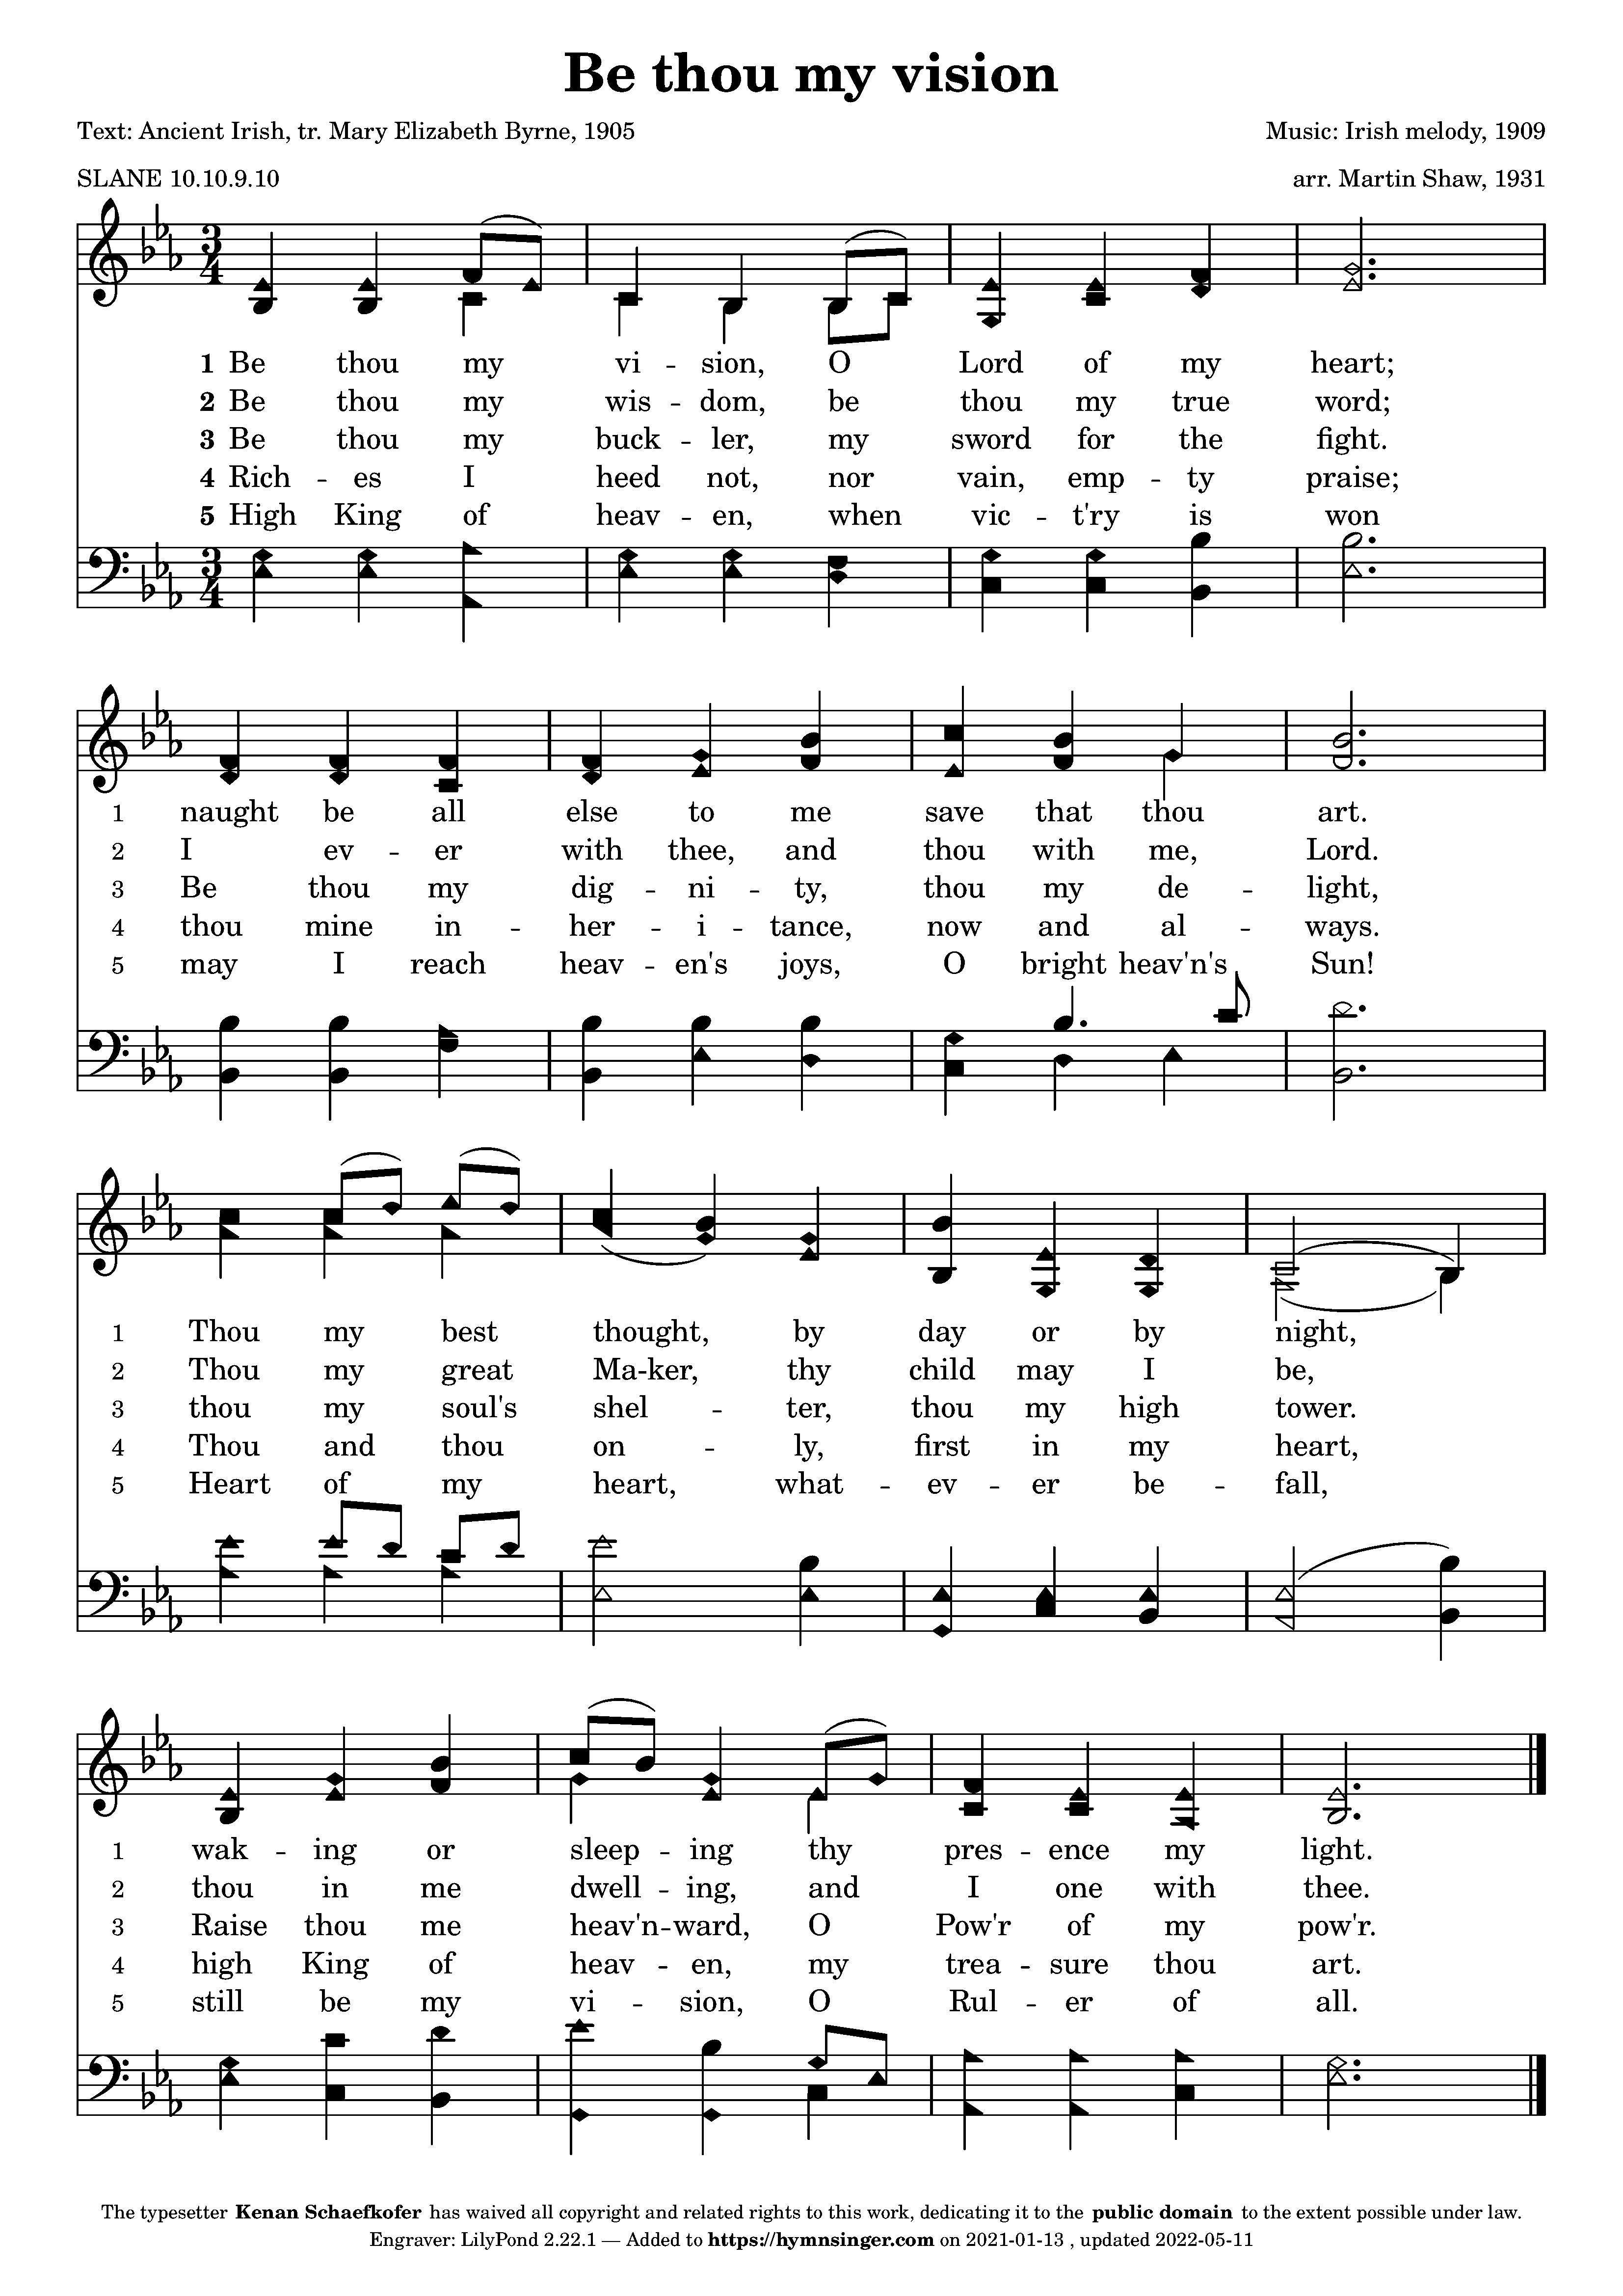 Be thou my vision
Text: Ancient Irish, tr. Mary Elizabeth Byrne, 1905
Music: Irish melody, 1909
SLANE 10.10.9.10
arr. Martin Shaw, 1931
3
4
1 Be thou my vi -- sion, O Lord of my heart;
2 Be thou my wis -- dom, be thou my true word;
3 Be thou my buck -- ler, my sword for the fight.
4 Rich -- es I heed not, nor vain, emp -- ty praise;
5 High King of heav -- en, when vic -- t'ry is won
3
4
1 naught be all else to me save that thou art.
2 I ev -- er with thee, and thou with me, Lord.
3 Be thou my dig -- ni -- ty, thou my de -- light,
4 thou mine in -- her -- i -- tance, now and al -- ways.
5 may I reach heav -- en's joys, O bright heav'n's Sun!
1 Thou my best thought, by day or by night,
2 Thou my great Ma-ker, thy child may I be,
3 thou my soul's shel -- ter, thou my high tower.
4 Thou and thou on -- ly, first in my heart,
5 Heart of my heart, what -- ev -- er be -- fall,
1 wak -- ing or sleep -- ing thy pres -- ence my light.
2 thou in me dwell -- ing, and I one with thee.
3 Raise thou me heav'n -- ward, O Pow'r of my pow'r.
4 high King of heav -- en, my trea -- sure thou art.
5 still be my vi -- sion, O Rul -- er of all.
The typesetter Kenan Schaefkofer has waived all copyright and related rights to this work, dedicating it to the public domain to the extent possible under law.
Engraver: LilyPond 2.22.1 — Added to https://hymnsinger.com on 2021-01-13 , updated 2022-05-11